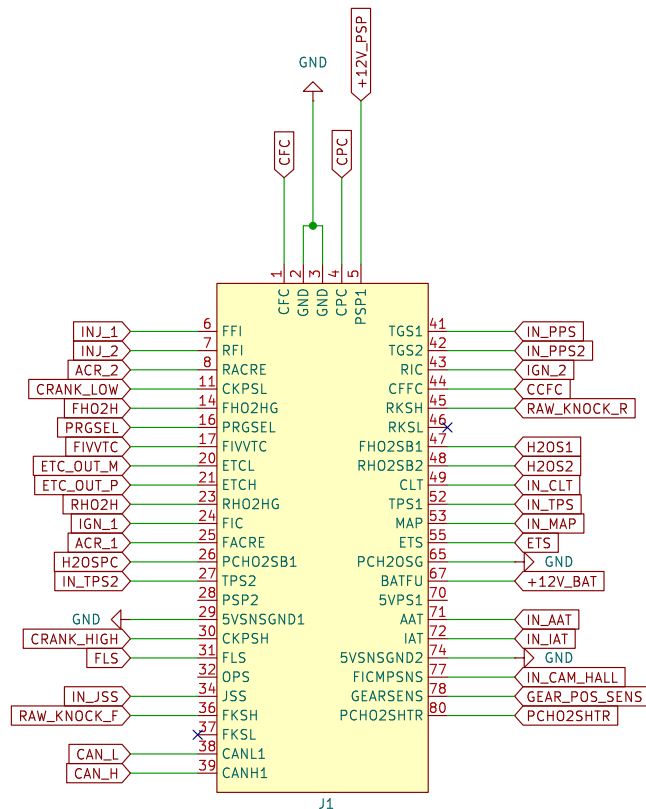 +12V_PSP
GND
CFC
CPC
1 2 3 4 5
CFC GND GND CPC PSP1
INJ_1 6 FFI TGS1 41 IN_PPS
INJ_2 7 RFI TGS2 42 IN_PPS2
ACR_2 8 RACRE RIC 43 IGN_2
CRANK_LOW 11 CKPSL CFFC 44 CCFC
FHO2H 14 FHO2HG RKSH 45 RAW_KNOCK_R
PRGSEL 16 PRGSEL RKSL 46
FIVVTC 17 FIVVTC FHO2SB1 47 H2OS1
ETC_OUT_M 20 ETCL RHO2SB2 48 H2OS2
ETC_OUT_P 21 ETCH CLT 49 IN_CLT
RHO2H 23 RHO2HG TPS1 52 IN_TPS
IGN_1 24 FIC MAP 53 IN_MAP
ACR_1 25 FACRE ETS 55 ETS
H2OSPC 26 PCHO2SB1 PCH2OSG 65 GND
IN_TPS2 27 TPS2 BATFU 67 +12V_BAT
28 PSP2 5VPS1 70
GND 29 5VSNSGND1 AAT 71 IN_AAT
CRANK_HIGH 30 CKPSH IAT 72 IN_IAT
FLS 31 FLS 5VSNSGND2 74 GND
32 OPS FICMPSNS 77 IN_CAM_HALL
IN_JSS 34 JSS GEARSENS 78 GEAR_POS_SENS
RAW_KNOCK_F 36 FKSH PCHO2SHTR 80 PCHO2SHTR
37 FKSL
CAN_L 38 CANL1
CAN_H 39 CANH1
J1